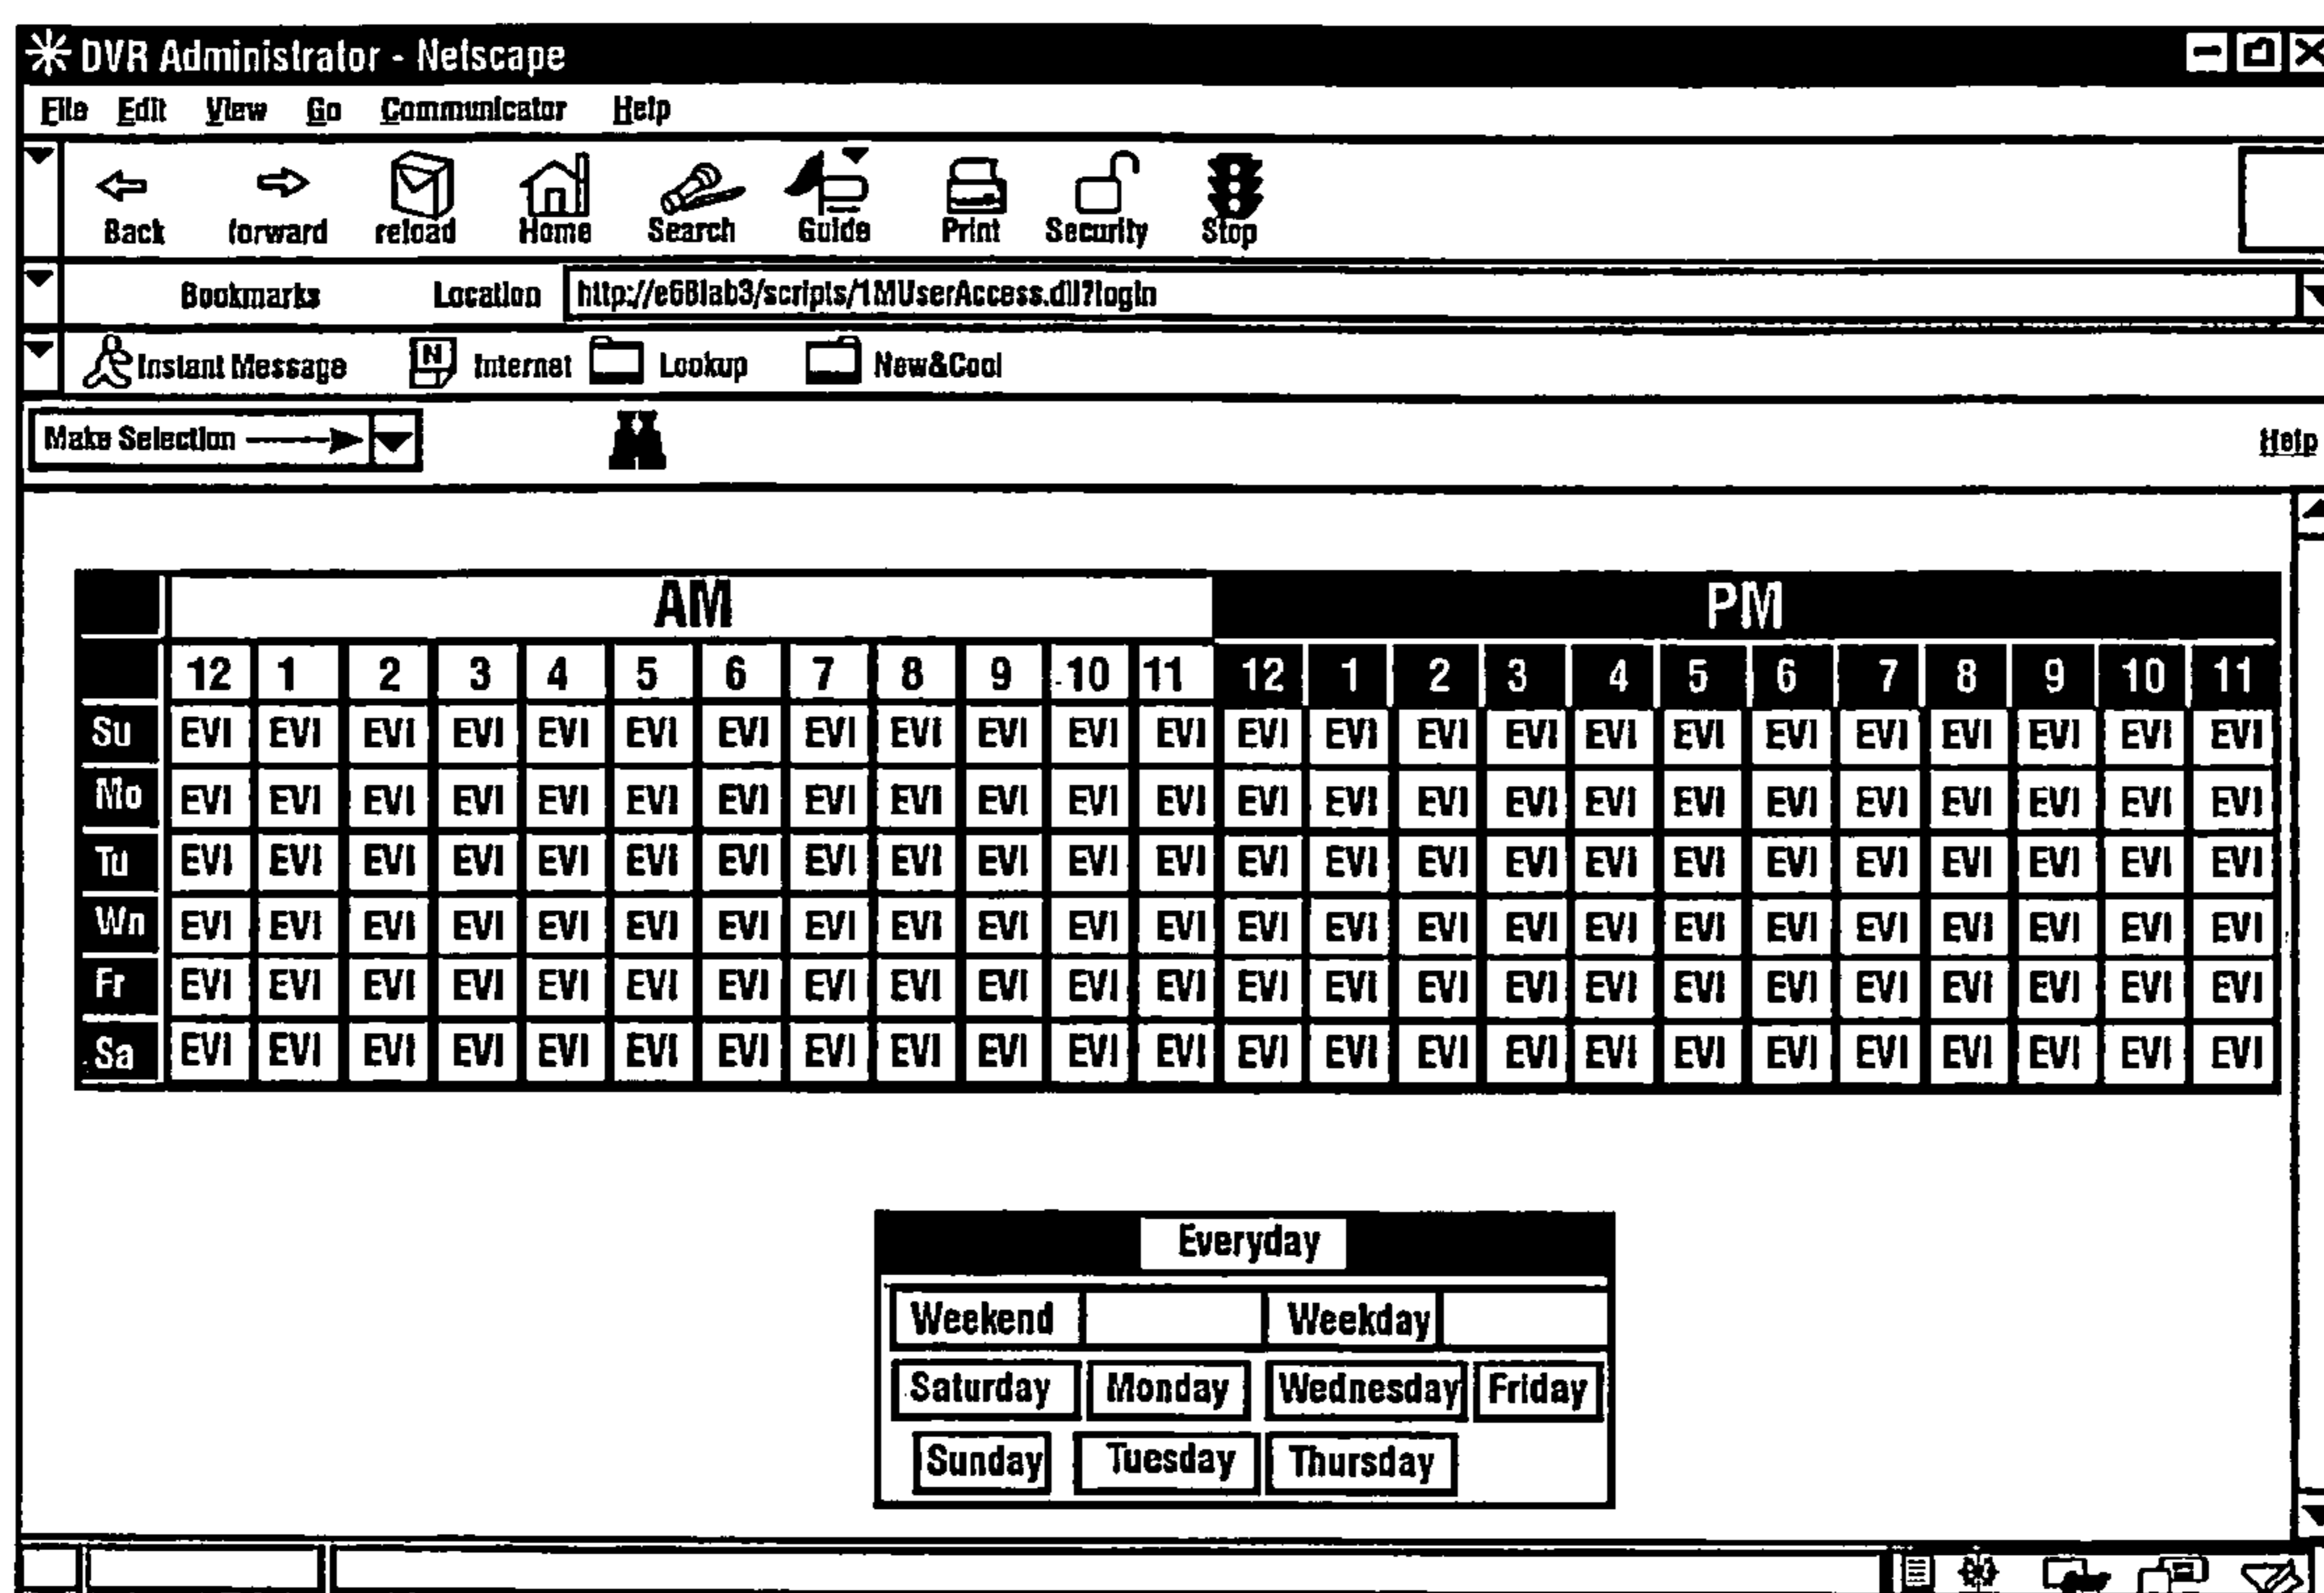 DVR Administrator - Netscape
File Edit View Go Communicator Help
Back forward reload Home Search Guide Print Security Stop
Bookmarks Location http://e68lab3/scripts/1MUserAccess.dll?login
Instant Message N Internet Lookup New&Cool
Make Selection Help
AM PM
12 1 2 3 4 5 6 7 8 9 10 11 12 1 2 3 4 5 6 7 8 9 10 11
Su EVI EVI EVI EVI EVI EVI EVI EVI EVI EVI EVI EVI EVI EVI EVI EVI EVI EVI EVI EVI EVI EVI EVI EVI
Mo EVI EVI EVI EVI EVI EVI EVI EVI EVI EVI EVI EVI EVI EVI EVI EVI EVI EVI EVI EVI EVI EVI EVI EVI
Tu EVI EVI EVI EVI EVI EVI EVI EVI EVI EVI EVI EVI EVI EVI EVI EVI EVI EVI EVI EVI EVI EVI EVI EVI
Wn EVI EVI EVI EVI EVI EVI EVI EVI EVI EVI EVI EVI EVI EVI EVI EVI EVI EVI EVI EVI EVI EVI EVI EVI
Fr EVI EVI EVI EVI EVI EVI EVI EVI EVI EVI EVI EVI EVI EVI EVI EVI EVI EVI EVI EVI EVI EVI EVI EVI
Sa EVI EVI EVI EVI EVI EVI EVI EVI EVI EVI EVI EVI EVI EVI EVI EVI EVI EVI EVI EVI EVI EVI EVI EVI
Everyday
Weekend Weekday
Saturday Monday Wednesday Friday
Sunday Tuesday Thursday